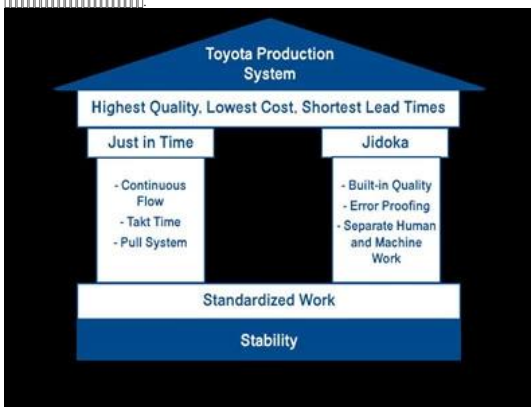 Toyota Production
System
Highest Quality, Lowest Cost, Shortest Lead Times
Just in Time
- Continuous
Flow
- Takt Time
- Pull System
Jidoka
- Built-in Quality
- Error Proofing
- Separate Human
and Machine
Work
Standardized Work
Stability